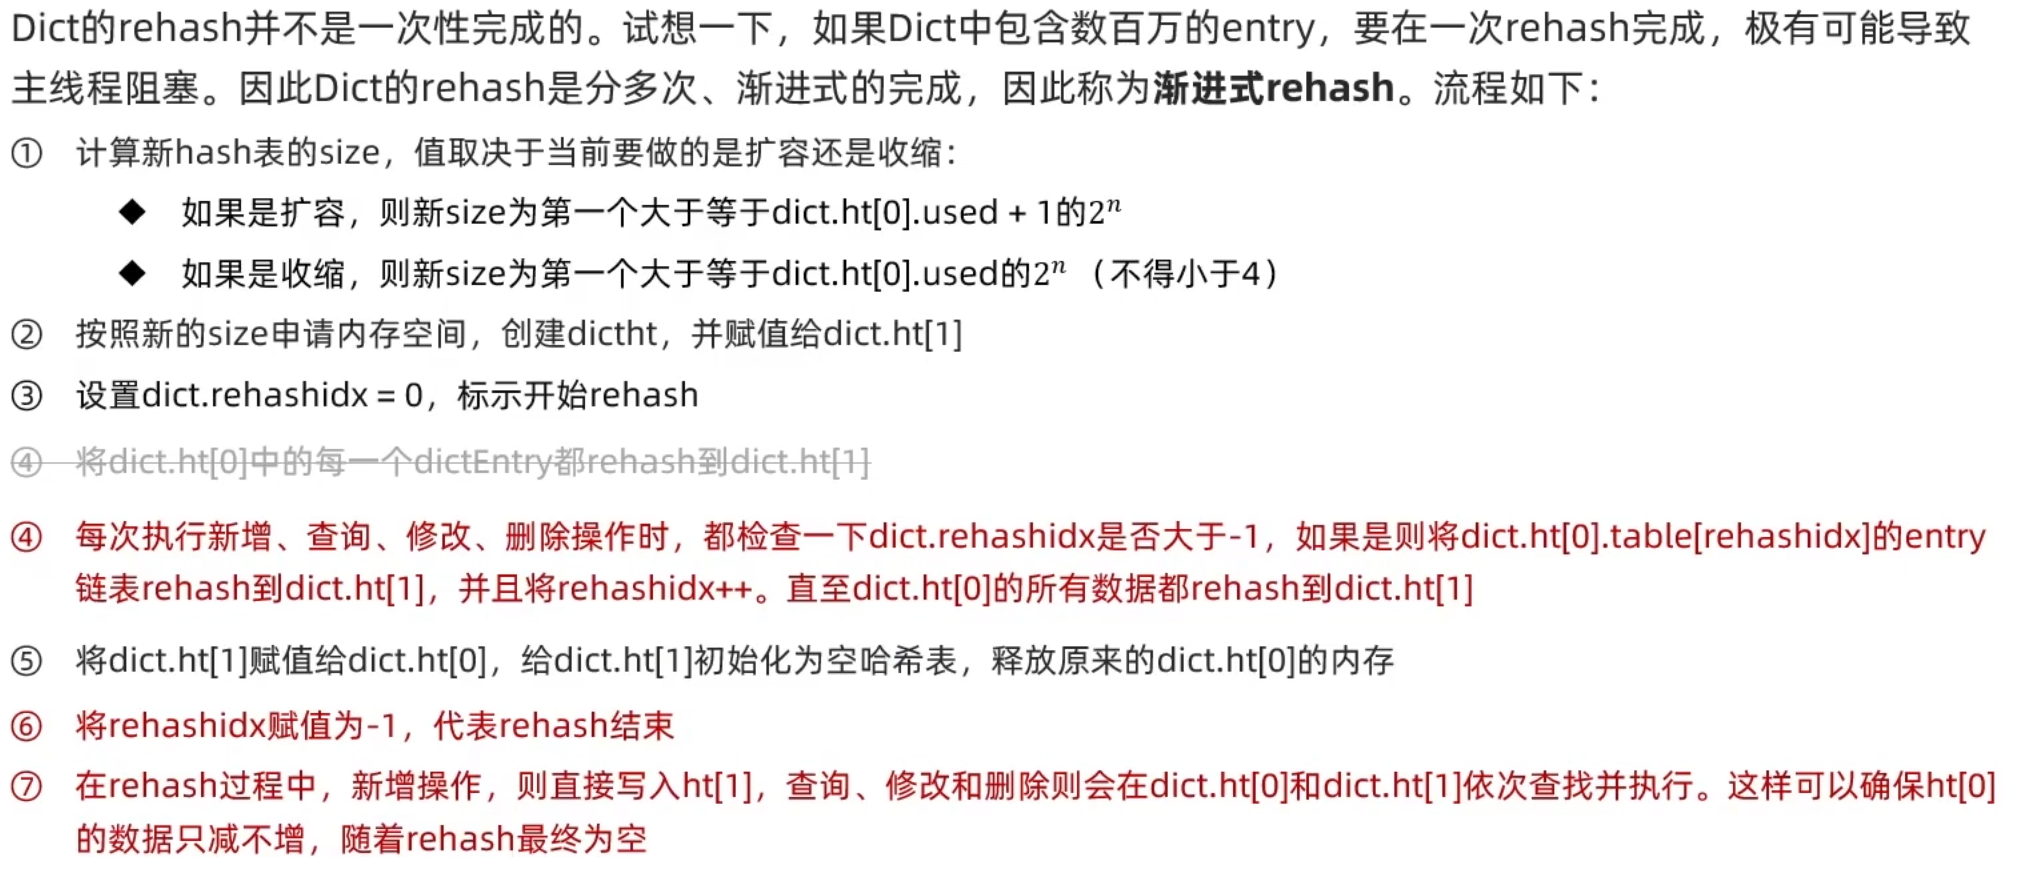 Dict的rehash并不是一次性完成的。试想一下，如果Dict中包含数百万的entry，要在一次rehash完成，极有可能导致
主线程阻塞。因此Dict的rehash是分多次、渐进式的完成，因此称为渐进式rehash。流程如下：
① 计算新hash表的size，值取决于当前要做的是扩容还是收缩：
◆ 如果是扩容，则新size为第一个大于等于dict.ht[0].used + 1的2ⁿ
◆ 如果是收缩，则新size为第一个大于等于dict.ht[0].used的2ⁿ（不得小于4）
② 按照新的size申请内存空间，创建dictht，并赋值给dict.ht[1]
③ 设置dict.rehashidx = 0，标示开始rehash
④ 将dict.ht[0]中的每一个dictEntry都rehash到dict.ht[1]
④ 每次执行新增、查询、修改、删除操作时，都检查一下dict.rehashidx是否大于-1，如果是则将dict.ht[0].table[rehashidx]的entry
链表rehash到dict.ht[1]，并且将rehashidx++。直至dict.ht[0]的所有数据都rehash到dict.ht[1]
⑤ 将dict.ht[1]赋值给dict.ht[0]，给dict.ht[1]初始化为空哈希表，释放原来的dict.ht[0]的内存
⑥ 将rehashidx赋值为-1，代表rehash结束
⑦ 在rehash过程中，新增操作，则直接写入ht[1]，查询、修改和删除则会在dict.ht[0]和dict.ht[1]依次查找并执行。这样可以确保ht[0]
的数据只减不增，随着rehash最终为空